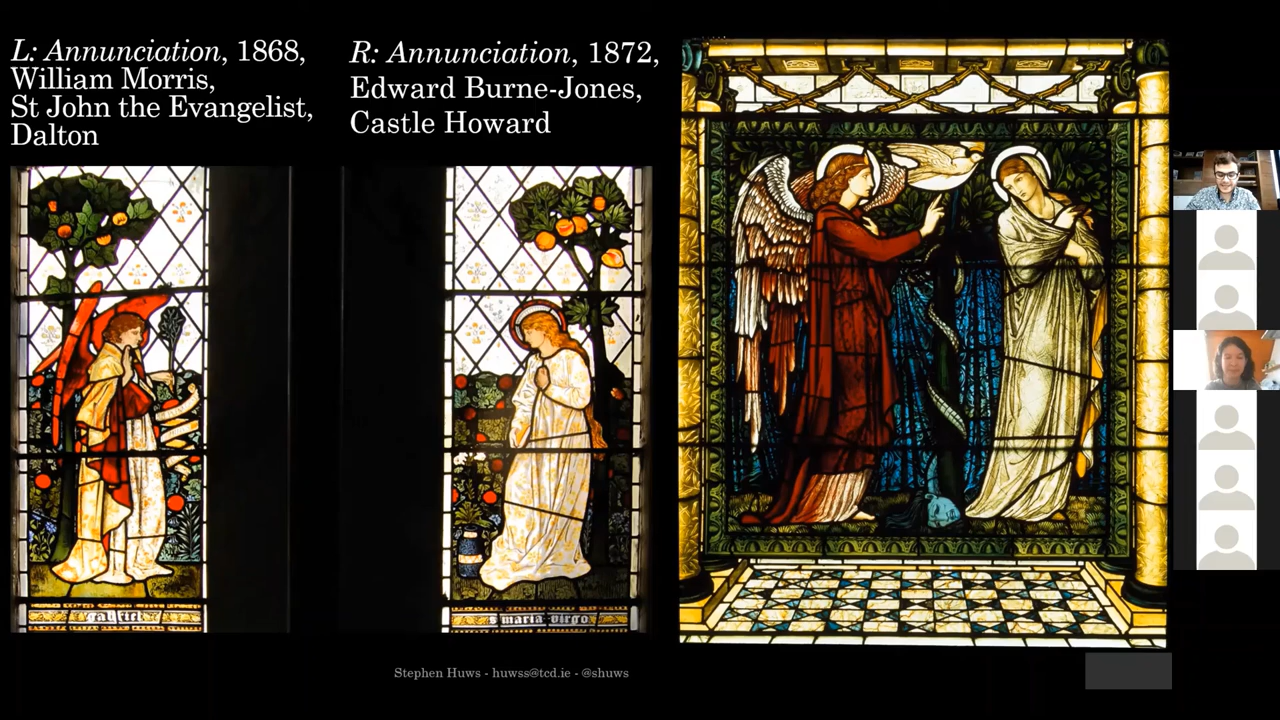 L: Annunciation, 1868,
William Morris,
St John the Evangelist,
Dalton
R: Annunciation, 1872,
Edward Burne-Jones,
Castle Howard
gabriel
s maria virgo
Stephen Huws - huwss@tcd.ie - @shuws